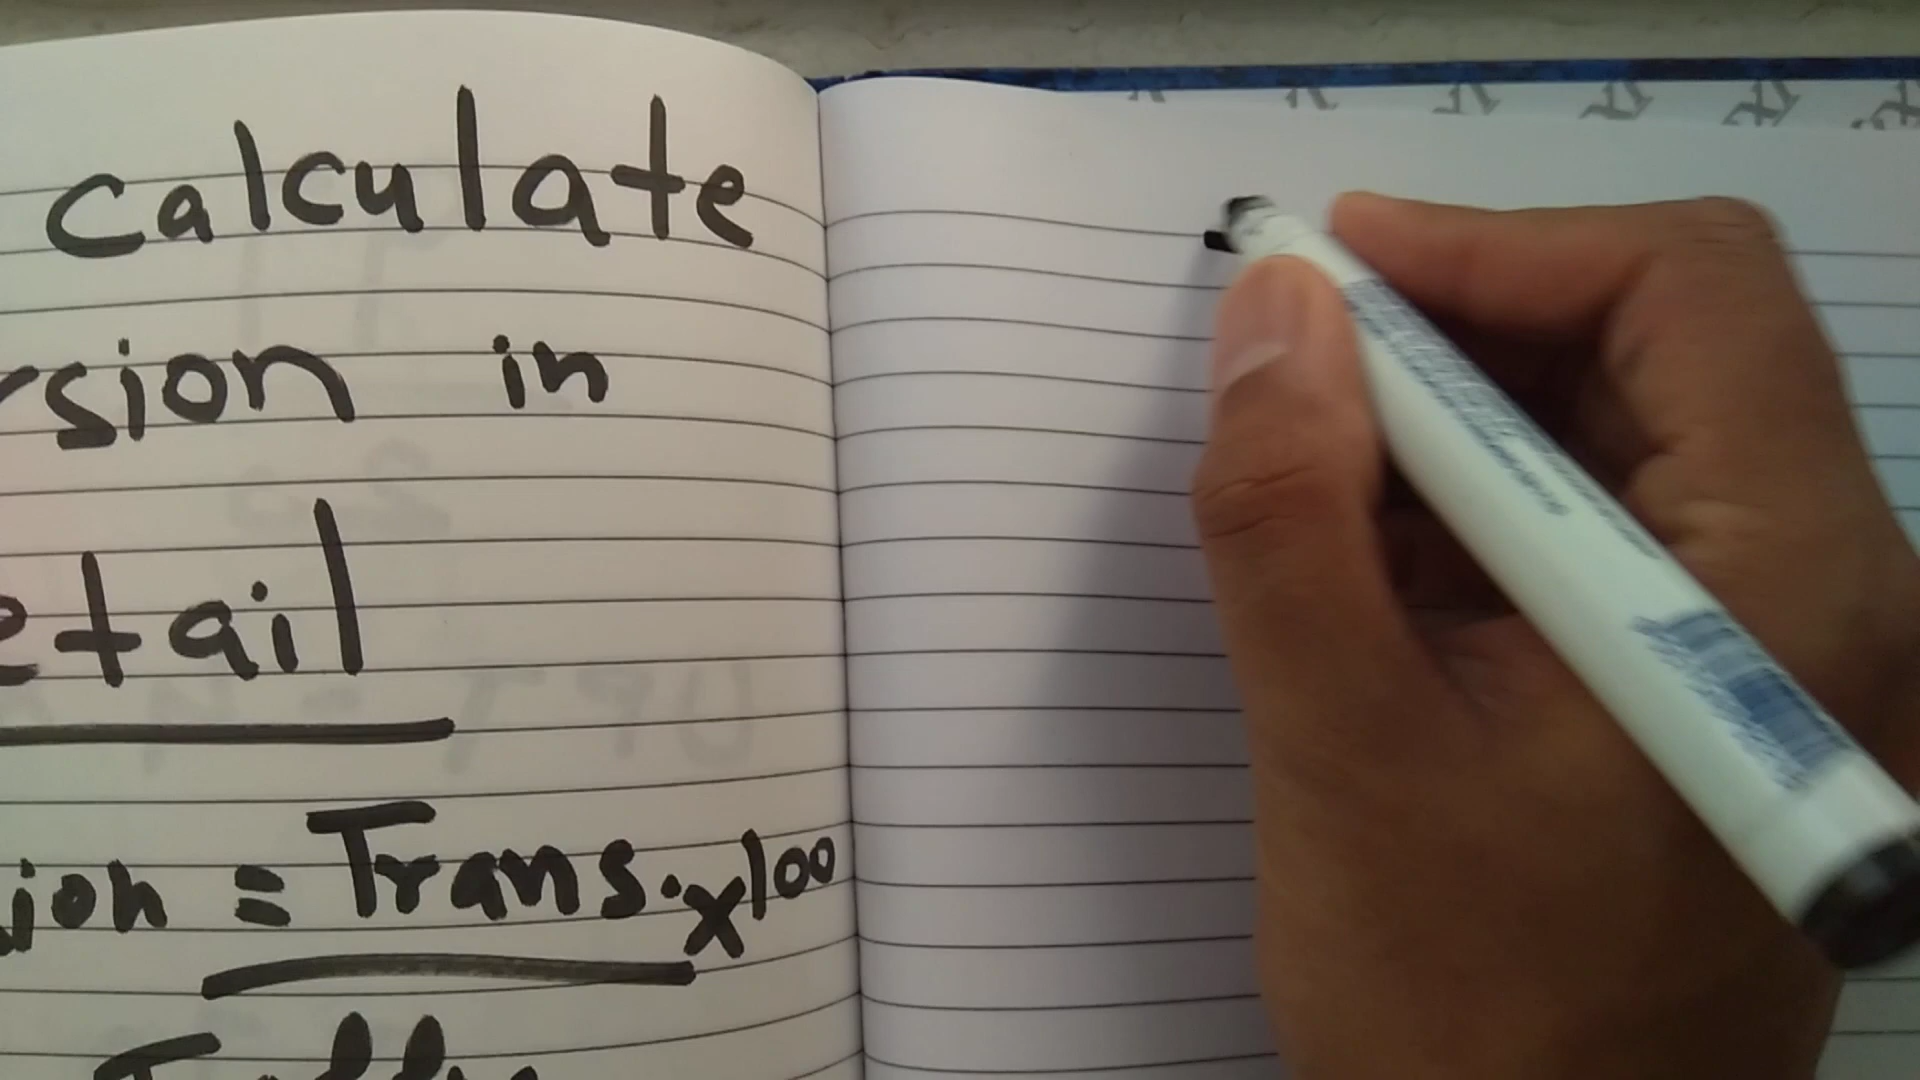 calculate
rsion in
etail
ion = Trans. x100